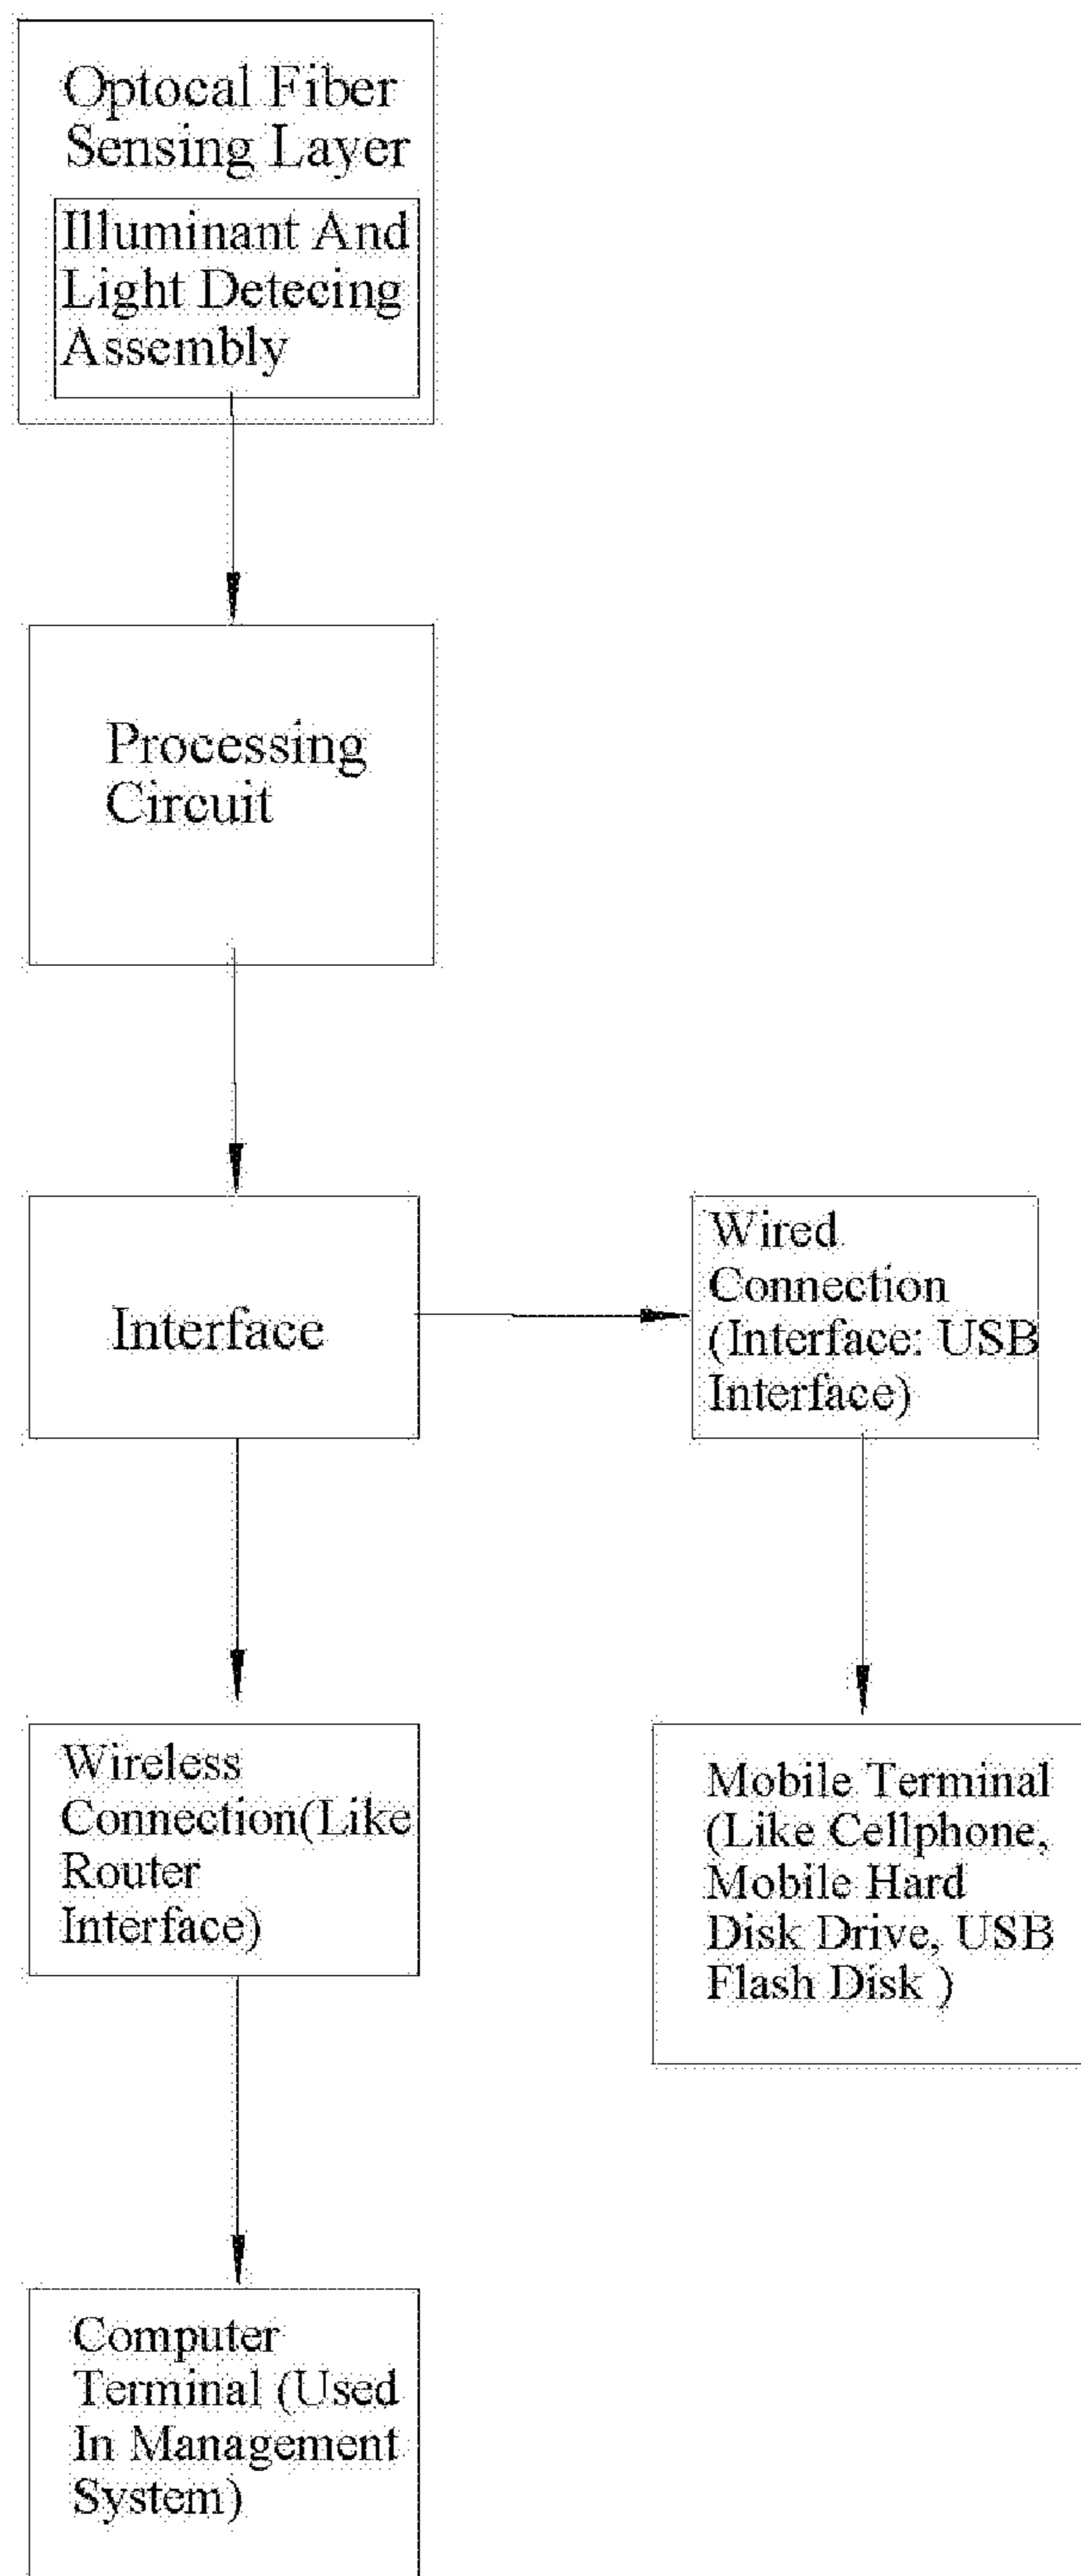 Optocal Fiber
Sensing Layer
Illuminant And
Light Detecing
Assembly
Processing
Circuit
Interface
Wired
Connection
(Interface: USB
Interface)
Wireless
Connection(Like
Router
Interface)
Mobile Terminal
(Like Cellphone,
Mobile Hard
Disk Drive, USB
Flash Disk )
Computer
Terminal (Used
In Management
System)